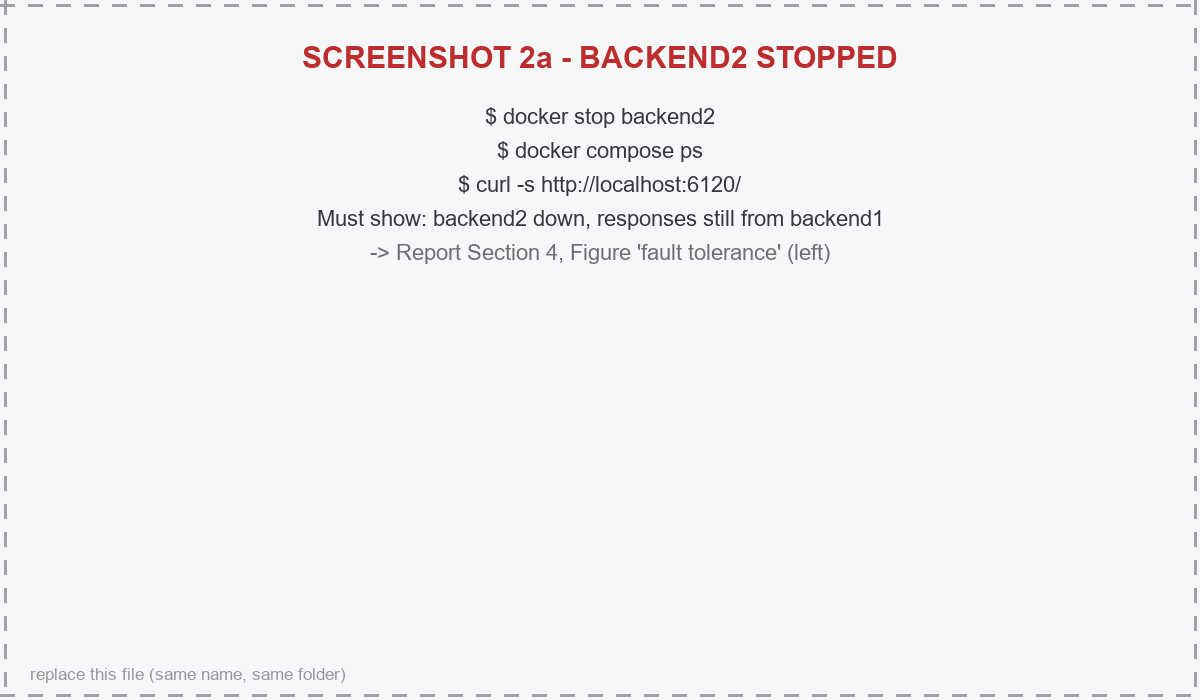 SCREENSHOT 2a - BACKEND2 STOPPED
$ docker stop backend2
$ docker compose ps
$ curl -s http://localhost:6120/
Must show: backend2 down, responses still from backend1
-> Report Section 4, Figure 'fault tolerance' (left)
replace this file (same name, same folder)